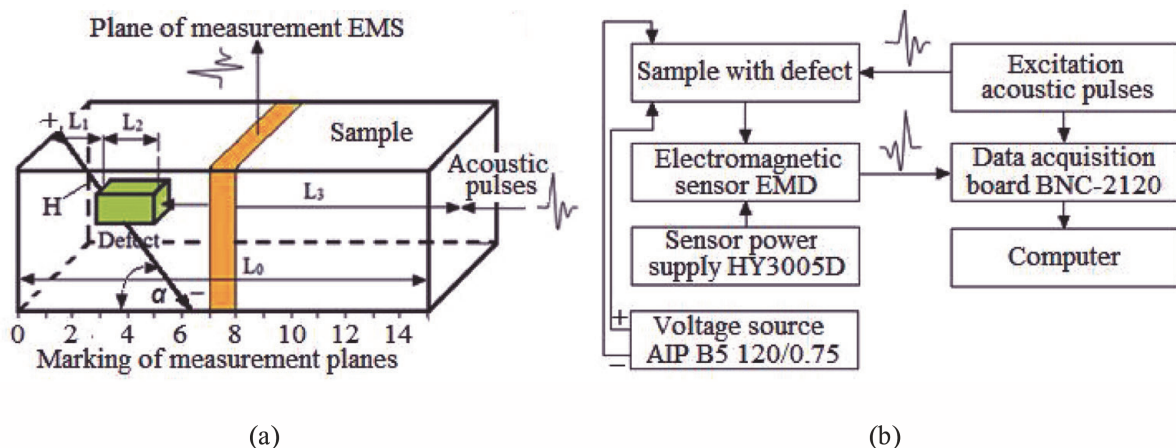 Plane of measurement EMS
+
L₁
L₂
Sample
Acoustic
pulses
H
L₃
Defect
L₀
α
−
0 2 4 6 8 10 12 14
Marking of measurement planes
(a)
Sample with defect
Excitation
acoustic pulses
Electromagnetic
sensor EMD
Data acquisition
board BNC-2120
Sensor power
supply HY3005D
Computer
+
Voltage source
AIP B5 120/0.75
−
(b)